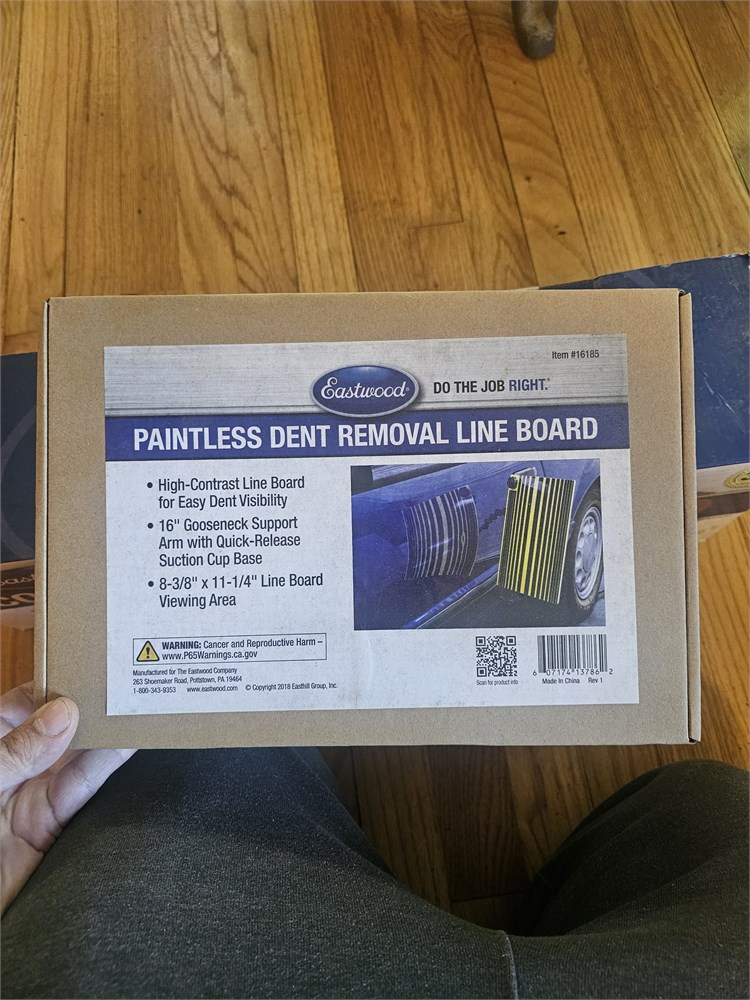 Item #16185
Eastwood®
DO THE JOB RIGHT.®
PAINTLESS DENT REMOVAL LINE BOARD
• High-Contrast Line Board
for Easy Dent Visibility
• 16" Gooseneck Support
Arm with Quick-Release
Suction Cup Base
• 8-3/8" x 11-1/4" Line Board
Viewing Area
WARNING: Cancer and Reproductive Harm –
www.P65Warnings.ca.gov
Manufactured for The Eastwood Company
263 Shoemaker Road, Pottstown, PA 19464
1-800-343-9353 www.eastwood.com © Copyright 2018 Easthill Group, Inc.
Scan for product info
6 07174 13786 2
Made In China Rev 1